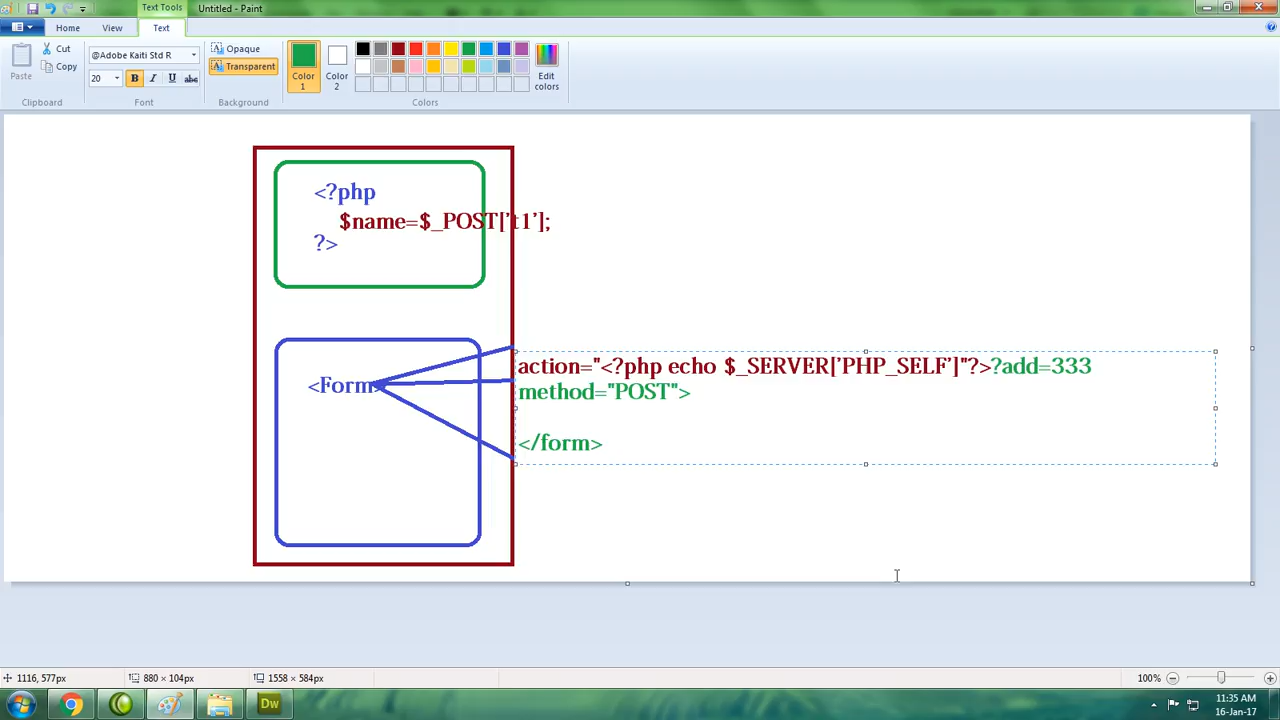 Text Tools
Untitled - Paint
Home
View
Text
Paste
Cut
Copy
Clipboard
@Adobe Kaiti Std R
20
B
I
U
abc
Font
Opaque
Transparent
Background
Color 1
Color 2
Edit colors
Colors
<?php
$name=$_POST['t1'];
?>
<Form>
action="<?php echo $_SERVER['PHP_SELF']"?>?add=333
method="POST">
</form>
1116, 577px
880 × 104px
1558 × 584px
100%
Dw
11:35 AM
16-Jan-17